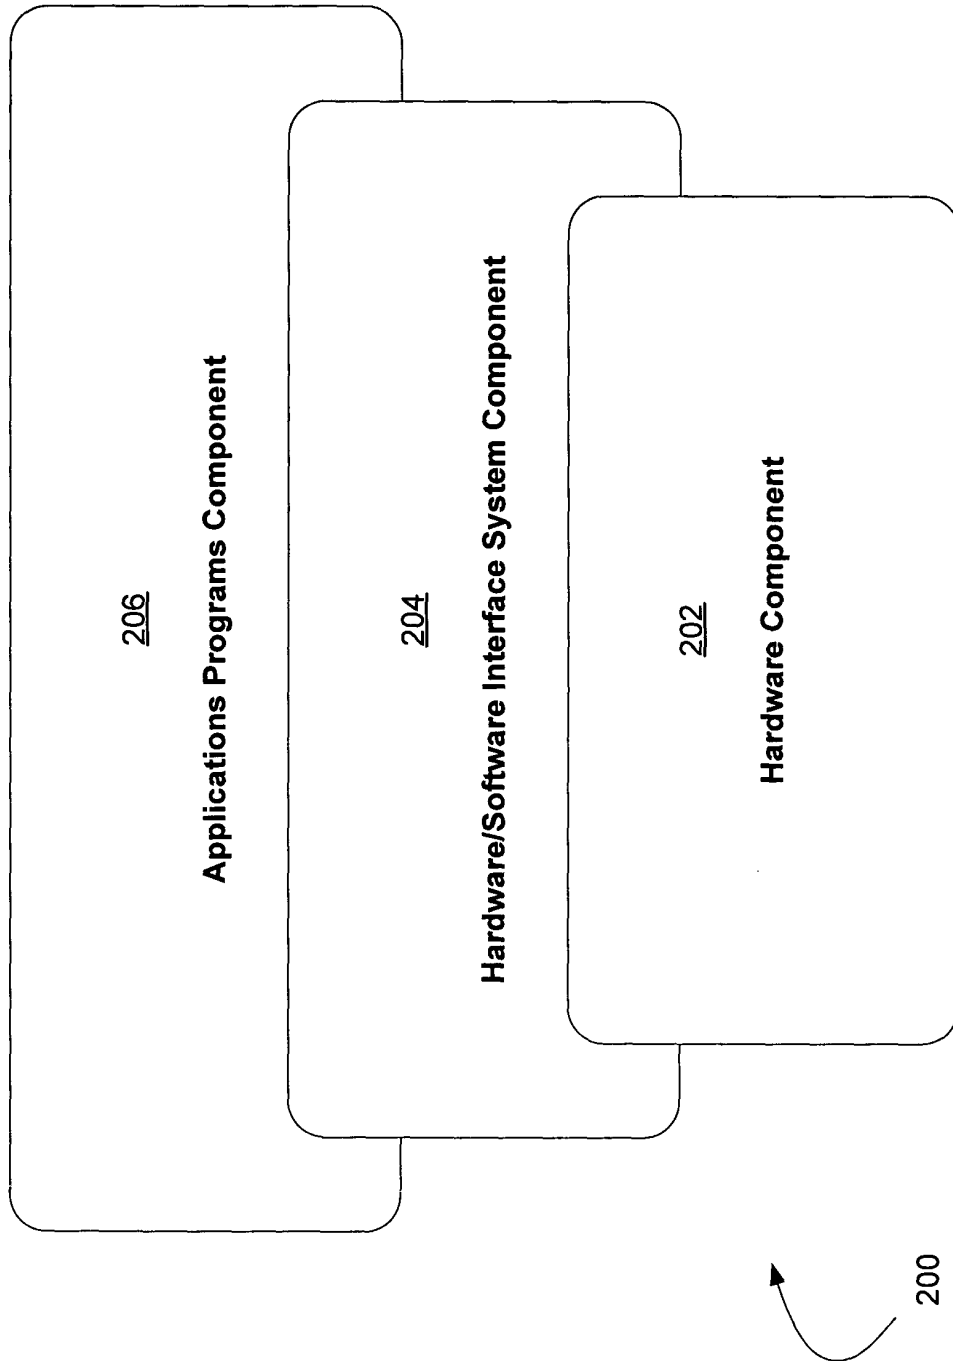 206
Applications Programs Component
204
Hardware/Software Interface System Component
202
Hardware Component
200